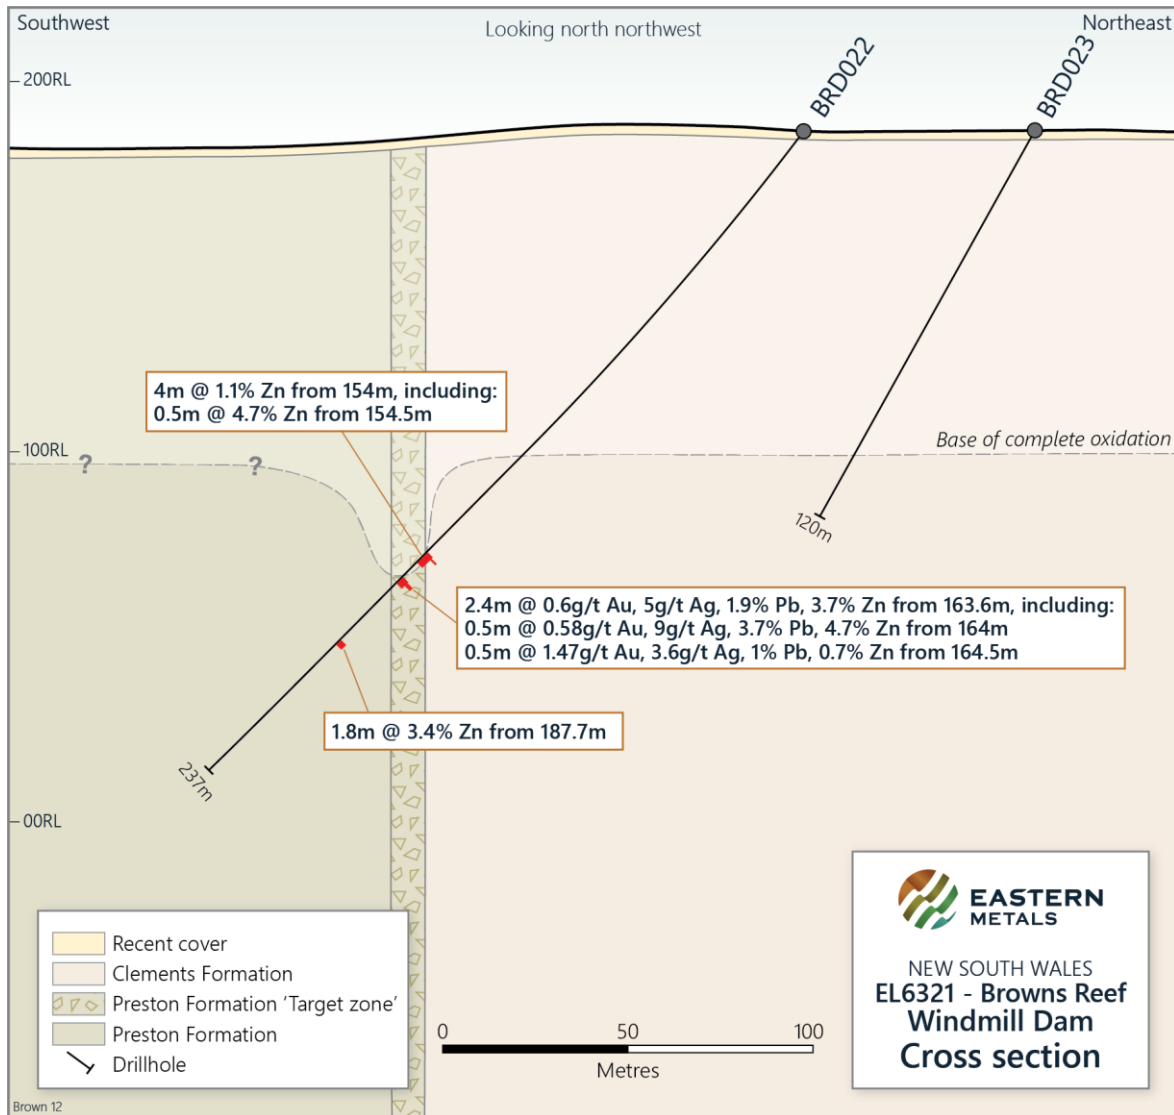 Southwest
Looking north northwest
Northeast
200RL
BRD022
BRD023
4m @ 1.1% Zn from 154m, including:
0.5m @ 4.7% Zn from 154.5m
100RL
?
?
Base of complete oxidation
120m
2.4m @ 0.6g/t Au, 5g/t Ag, 1.9% Pb, 3.7% Zn from 163.6m, including:
0.5m @ 0.58g/t Au, 9g/t Ag, 3.7% Pb, 4.7% Zn from 164m
0.5m @ 1.47g/t Au, 3.6g/t Ag, 1% Pb, 0.7% Zn from 164.5m
1.8m @ 3.4% Zn from 187.7m
237m
00RL
Recent cover
Clements Formation
Preston Formation ‘Target zone’
Preston Formation
Drillhole
0
50
100
Metres
EASTERN
METALS
NEW SOUTH WALES
EL6321 - Browns Reef
Windmill Dam
Cross section
Brown 12